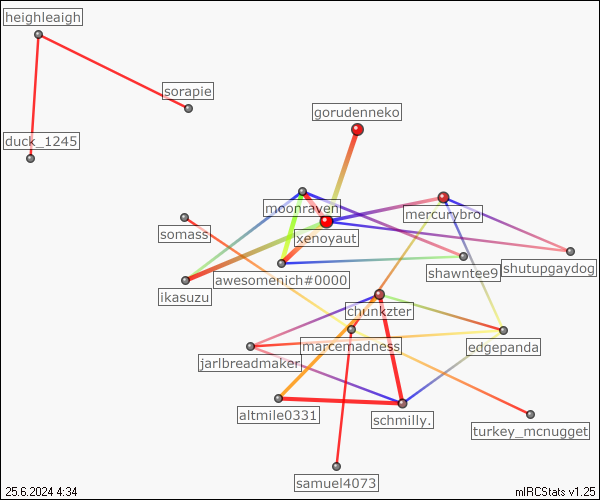 heighleaigh
sorapie
gorudenneko
duck_1245
moonraven
mercurybro
somass
xenoyaut
shawntee9
shutupgaydog
ikasuzu
awesomenich#0000
chunkzter
marcemadness
edgepanda
jarlbreadmaker
altmile0331
schmilly.
turkey_mcnugget
samuel4073
25.6.2024 4:34
mIRCStats v1.25